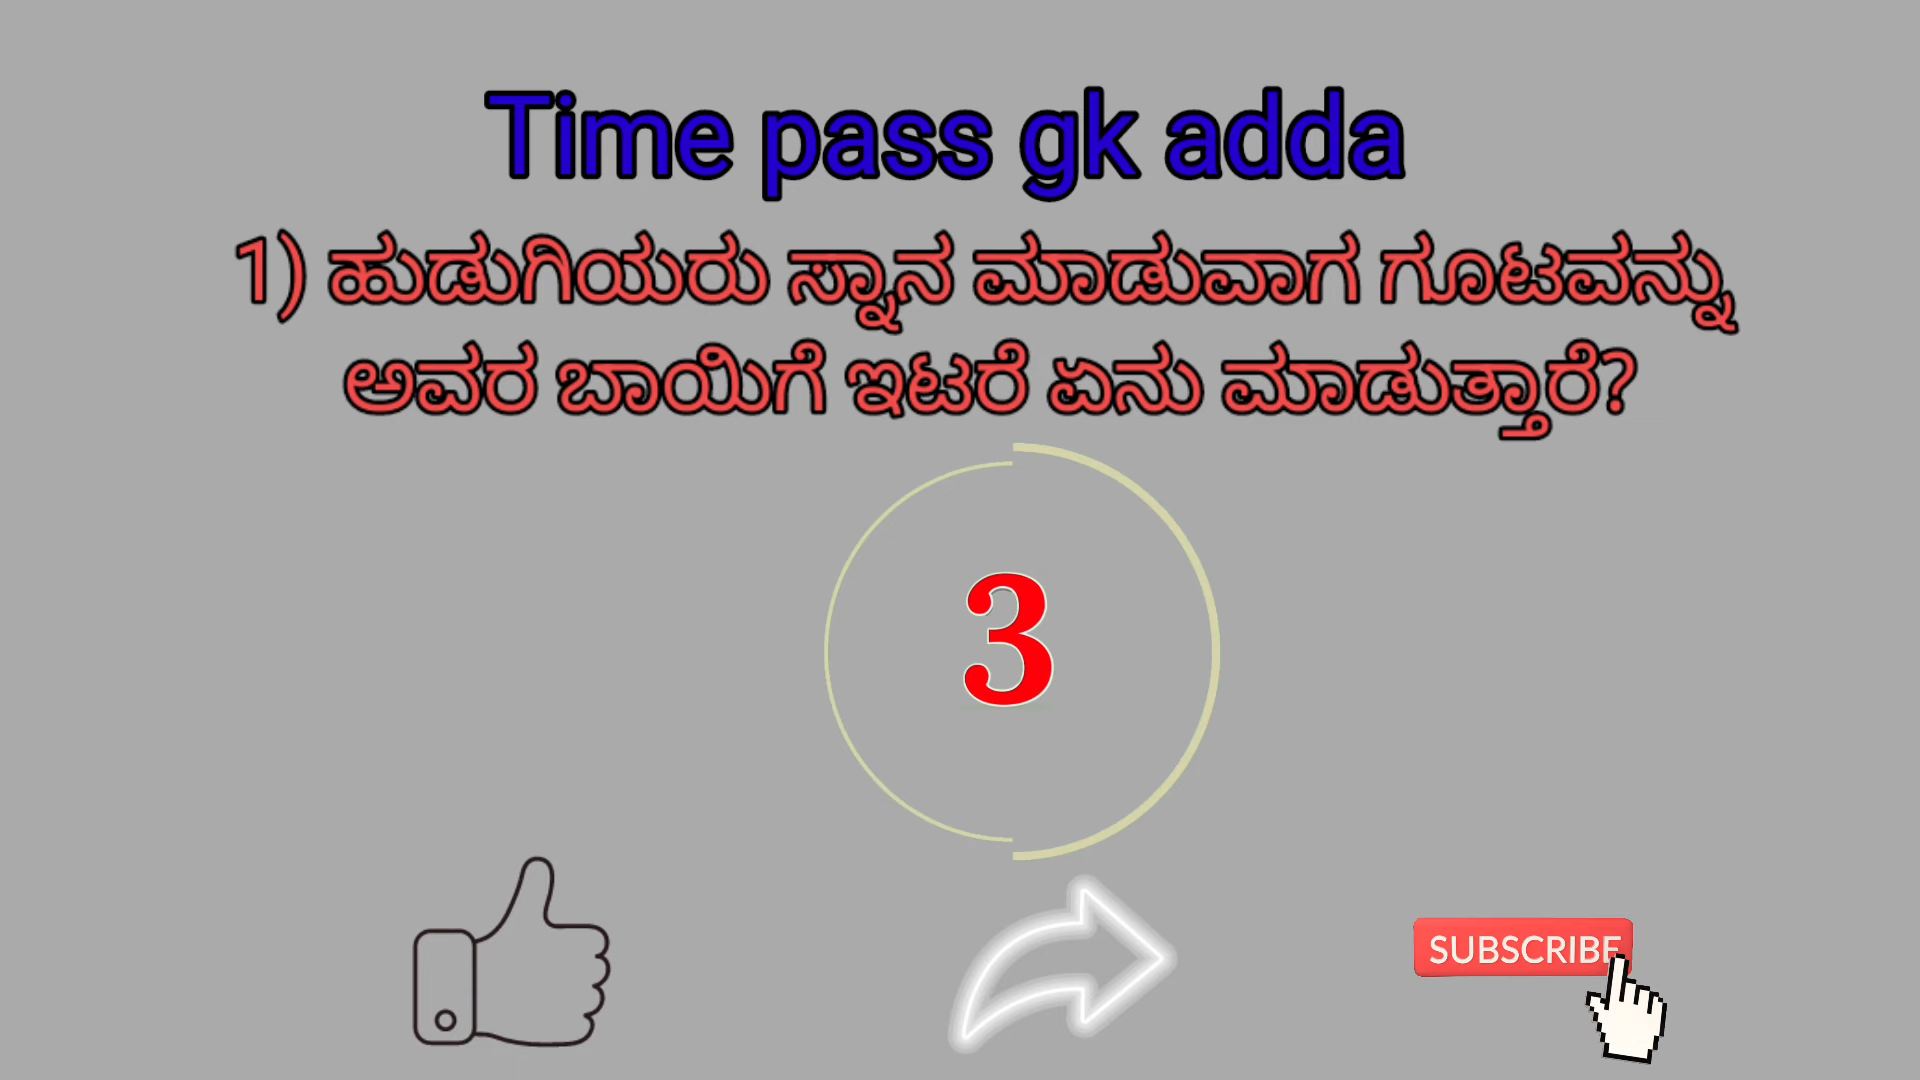 Time pass gk adda
1) ಹುಡುಗಿಯರು ಸ್ನಾನ ಮಾಡುವಾಗ ಗೂಟವನ್ನು
ಅವರ ಬಾಯಿಗೆ ಇಟರೆ ಏನು ಮಾಡುತ್ತಾರೆ?
3
SUBSCRIBE